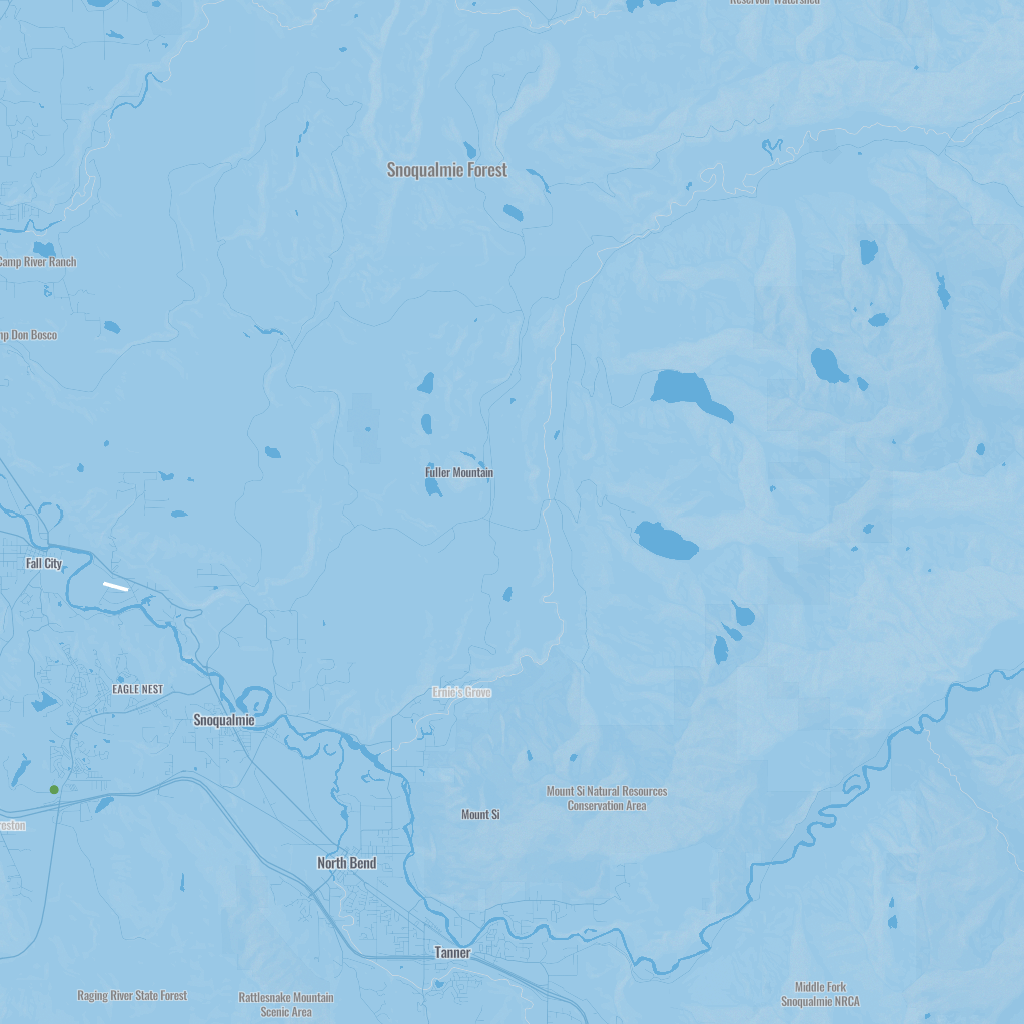 Reservoir Watershed
Snoqualmie Forest
Camp River Ranch
Don Bosco
Fuller Mountain
Fall City
EAGLE NEST
Ernie's Grove
Snoqualmie
Mount Si Natural Resources
Conservation Area
Mount Si
North Bend
Tanner
Raging River State Forest
Rattlesnake Mountain
Scenic Area
Middle Fork
Snoqualmie NRCA